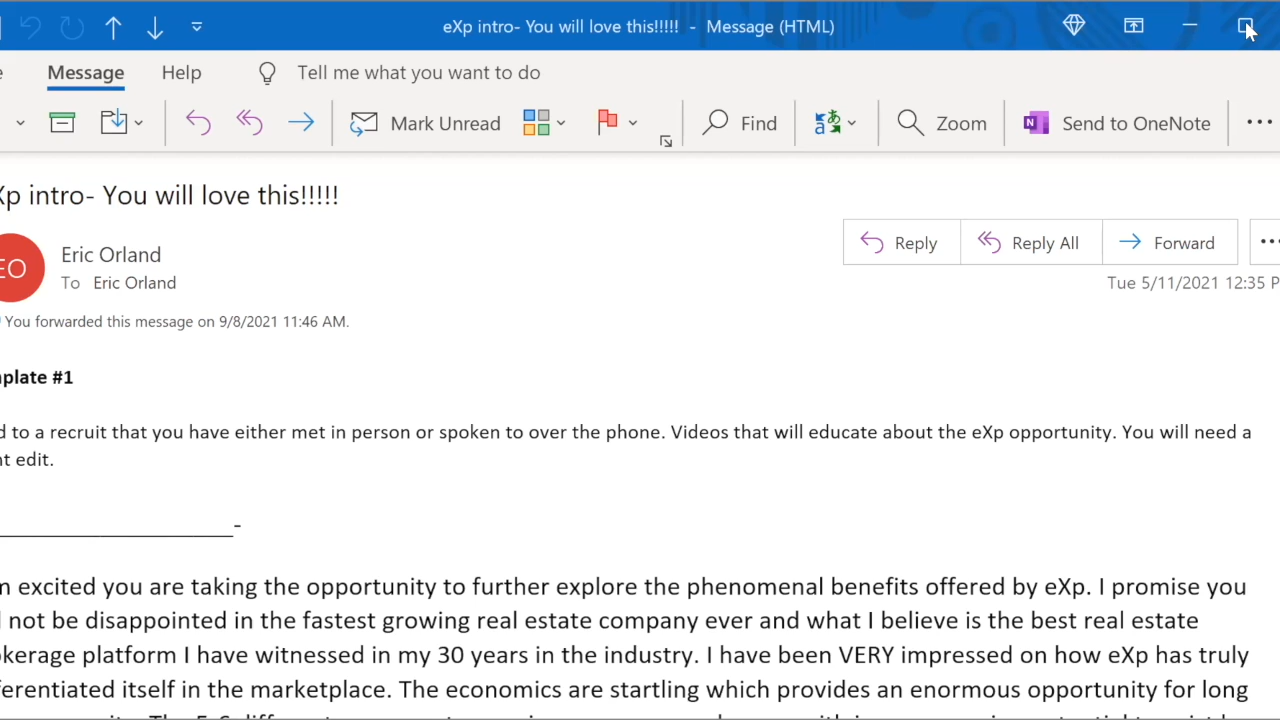 eXp intro- You will love this!!!!! - Message (HTML)
Message Help Tell me what you want to do
Mark Unread Find Zoom Send to OneNote
Xp intro- You will love this!!!!!
EO Eric Orland
To Eric Orland
Reply Reply All Forward
Tue 5/11/2021 12:35 P
You forwarded this message on 9/8/2021 11:46 AM.
plate #1
d to a recruit that you have either met in person or spoken to over the phone. Videos that will educate about the eXp opportunity. You will need a
nt edit.
_____________________-
m excited you are taking the opportunity to further explore the phenomenal benefits offered by eXp. I promise you
l not be disappointed in the fastest growing real estate company ever and what I believe is the best real estate
okerage platform I have witnessed in my 30 years in the industry. I have been VERY impressed on how eXp has truly
ferentiated itself in the marketplace. The economics are startling which provides an enormous opportunity for long